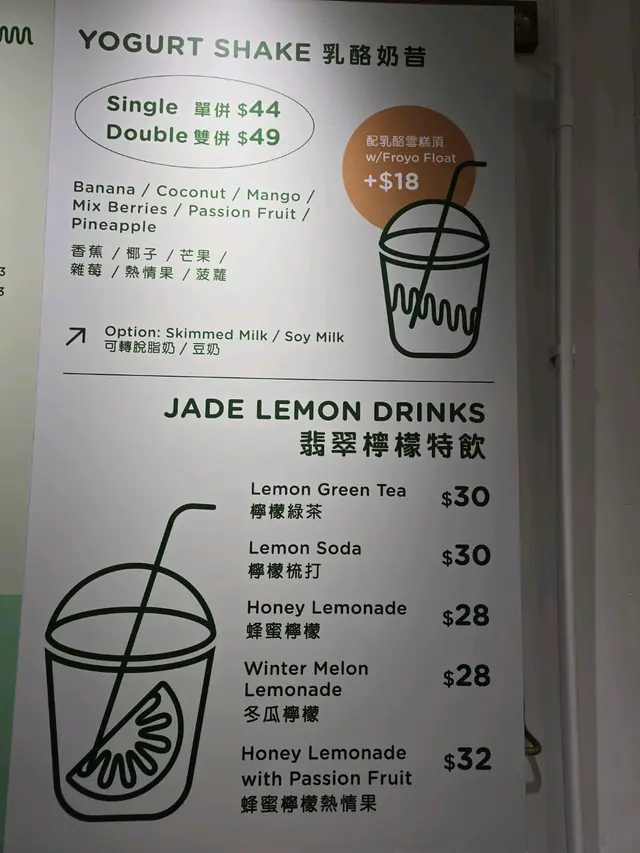 YOGURT SHAKE 乳酪奶昔
Single 單併 $44
Double 雙併 $49
配乳酪雪糕頂
w/Froyo Float
+$18
Banana / Coconut / Mango /
Mix Berries / Passion Fruit /
Pineapple
香蕉 / 椰子 / 芒果 /
雜莓 / 熱情果 / 菠蘿
Option: Skimmed Milk / Soy Milk
可轉脫脂奶 / 豆奶
JADE LEMON DRINKS
翡翠檸檬特飲
Lemon Green Tea $30
檸檬綠茶
Lemon Soda $30
檸檬梳打
Honey Lemonade $28
蜂蜜檸檬
Winter Melon $28
Lemonade
冬瓜檸檬
Honey Lemonade $32
with Passion Fruit
蜂蜜檸檬熱情果